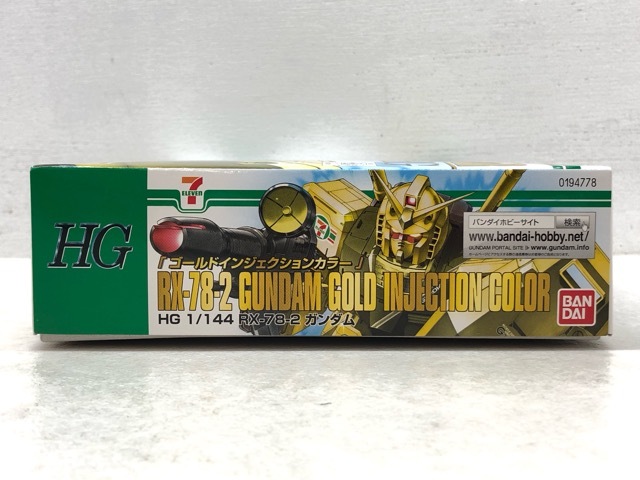 HG
7
ELEVEN
0194778
バンダイホビーサイト 検索
www.bandai-hobby.net/
GUNDAM PORTAL SITE www.gundam.info
「ゴールドインジェクションカラー」
RX-78-2 GUNDAM GOLD INJECTION COLOR
HG 1/144 RX-78-2 ガンダム
BAN
DAI